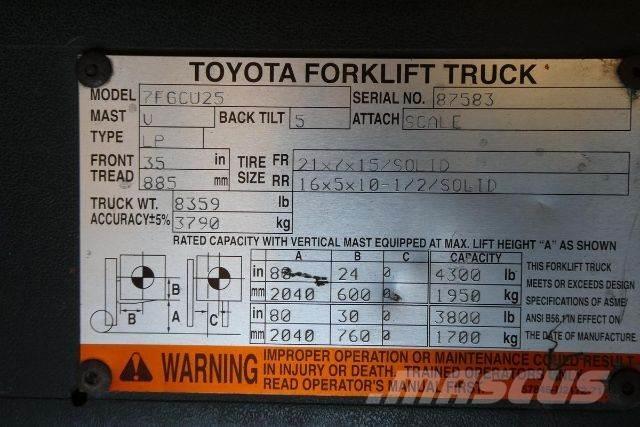 TOYOTA FORKLIFT TRUCK
MODEL 7FGCU25 SERIAL NO. 87583
MAST V BACK TILT 5 ATTACH SCALE
TYPE LP
FRONT TREAD 35 in TIRE SIZE FR 21x7x15/SOLID
885 mm RR 16x5x10-1/2/SOLID
TRUCK WT. 8359 lb
ACCURACY±5% 3790 kg
RATED CAPACITY WITH VERTICAL MAST EQUIPPED AT MAX. LIFT HEIGHT "A" AS SHOWN
A B C CAPACITY
in 80 24 0 4300 lb
mm 2040 600 0 1950 kg
in 80 30 0 3800 lb
mm 2040 760 0 1700 kg
B
B A C
THIS FORKLIFT TRUCK
MEETS OR EXCEEDS DESIGN
SPECIFICATIONS OF ASME/
ANSI B56.1 IN EFFECT ON
THE DATE OF MANUFACTURE.
WARNING
IMPROPER OPERATION OR MAINTENANCE COULD RESULT
IN INJURY OR DEATH. TRAINED OPERATORS ONLY.
READ OPERATOR'S MANUAL FIRST.
MASCUS